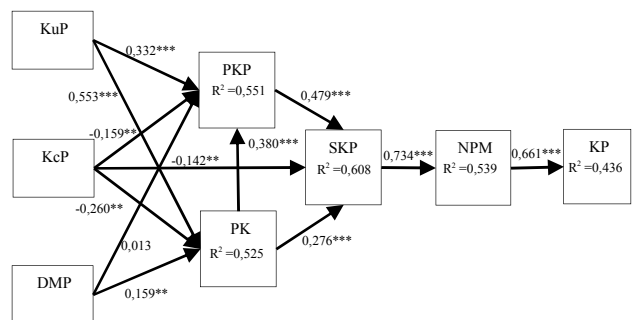 KuP
0,332***
PKP
R² =0,551
0,553***
0,479***
-0,159**
KcP
-0,142**
0,380***
SKP
R² =0,608
0,734***
NPM
R² =0,539
0,661***
KP
R² =0,436
-0,260**
PK
R² =0,525
0,276***
0,013
DMP
0,159**